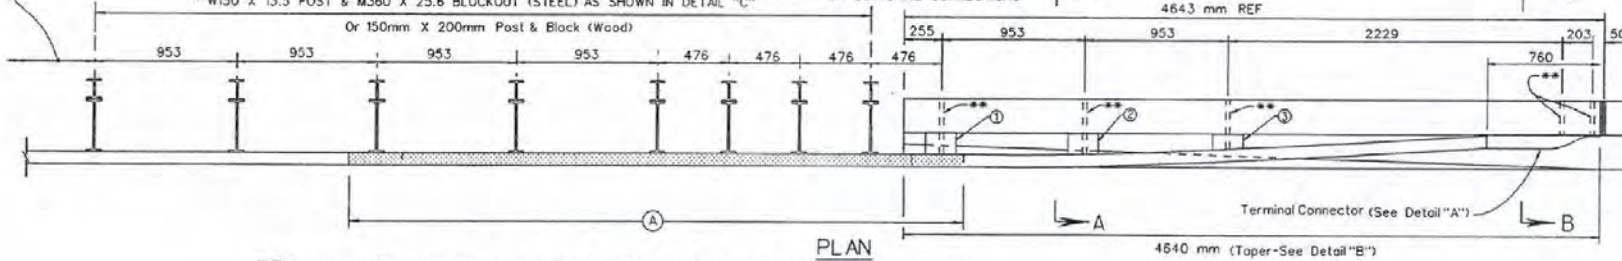 W150 X 13.5 POST & M360 X 25.6 BLOCKOUT (STEEL) AS SHOWN IN DETAIL "C"
Or 150mm X 200mm Post & Block (Wood)
4643 mm REF
953 953 953 953 476 476 476 476
255 953 953 2229 203 50
760
**
** ** **
① ② ③
A
A
B
Terminal Connector (See Detail "A")
PLAN
4640 mm (Taper-See Detail "B")